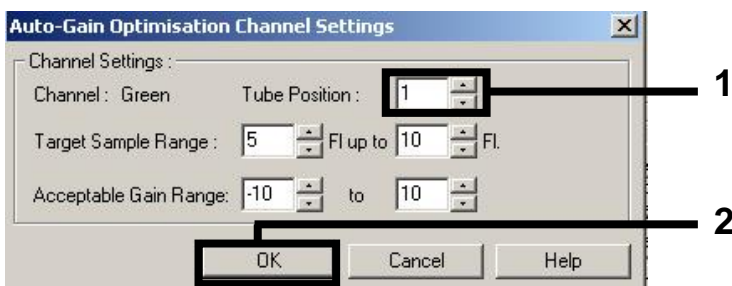 Auto-Gain Optimisation Channel Settings
Channel Settings :
Channel : Green Tube Position : 1
1
Target Sample Range : 5 Fl up to 10 Fl.
Acceptable Gain Range: -10 to 10
2
OK Cancel Help